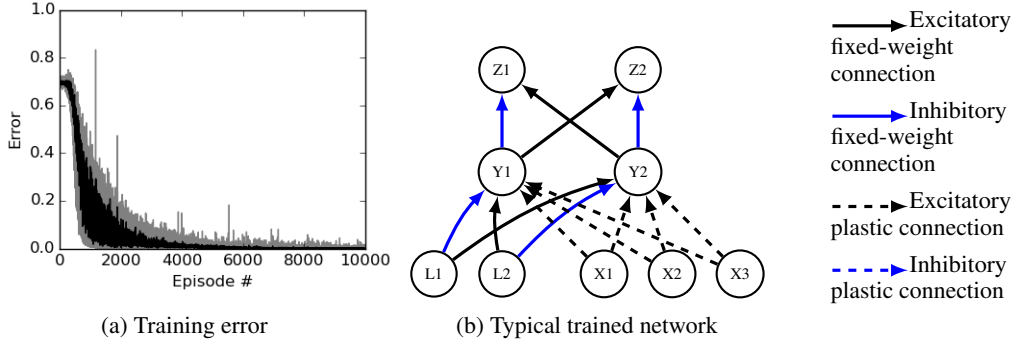 1.0
0.8
0.6
0.4
0.2
0.0
Error
0 2000 4000 6000 8000 10000
Episode #
(a) Training error
Z1 Z2
Y1 Y2
L1 L2 X1 X2 X3
(b) Typical trained network
Excitatory
fixed-weight
connection
Inhibitory
fixed-weight
connection
Excitatory
plastic connection
Inhibitory
plastic connection